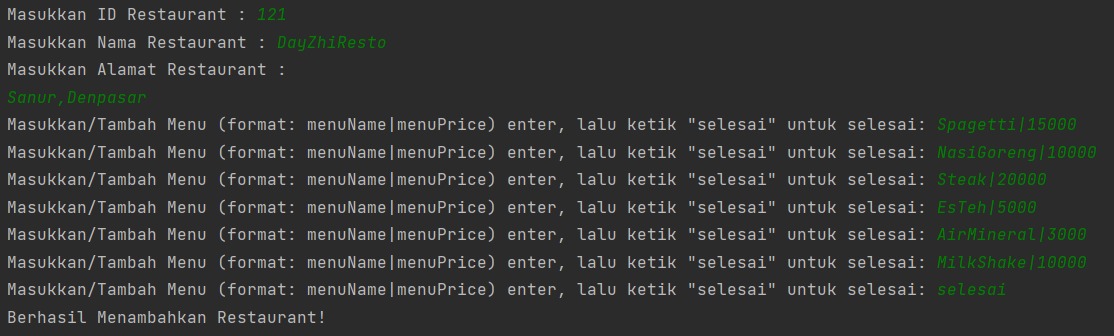 Masukkan ID Restaurant : 121
Masukkan Nama Restaurant : DayZhiResto
Masukkan Alamat Restaurant :
Sanur,Denpasar
Masukkan/Tambah Menu (format: menuName|menuPrice) enter, lalu ketik "selesai" untuk selesai: Spagetti|15000
Masukkan/Tambah Menu (format: menuName|menuPrice) enter, lalu ketik "selesai" untuk selesai: NasiGoreng|10000
Masukkan/Tambah Menu (format: menuName|menuPrice) enter, lalu ketik "selesai" untuk selesai: Steak|20000
Masukkan/Tambah Menu (format: menuName|menuPrice) enter, lalu ketik "selesai" untuk selesai: EsTeh|5000
Masukkan/Tambah Menu (format: menuName|menuPrice) enter, lalu ketik "selesai" untuk selesai: AirMineral|3000
Masukkan/Tambah Menu (format: menuName|menuPrice) enter, lalu ketik "selesai" untuk selesai: MilkShake|10000
Masukkan/Tambah Menu (format: menuName|menuPrice) enter, lalu ketik "selesai" untuk selesai: selesai
Berhasil Menambahkan Restaurant!